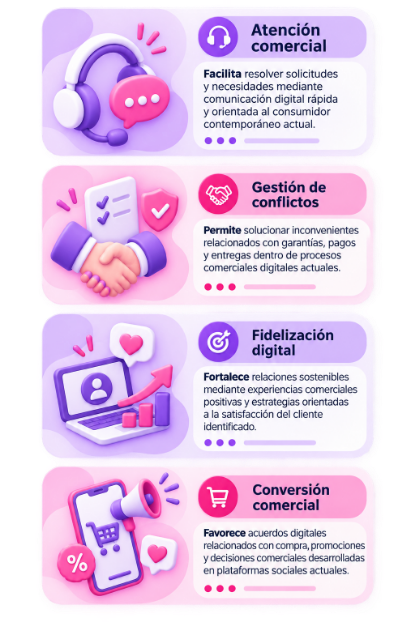 Atención
comercial
Facilita resolver solicitudes
y necesidades mediante
comunicación digital rápida
y orientada al consumidor
contemporáneo actual.
Gestión de
conflictos
Permite solucionar inconvenientes
relacionados con garantías, pagos
y entregas dentro de procesos
comerciales digitales actuales.
Fidelización
digital
Fortalece relaciones sostenibles
mediante experiencias comerciales
positivas y estrategias orientadas
a la satisfacción del cliente
identificado.
Conversión
comercial
%
Favorece acuerdos digitales
relacionados con compra, promociones
y decisiones comerciales desarrolladas
en plataformas sociales actuales.